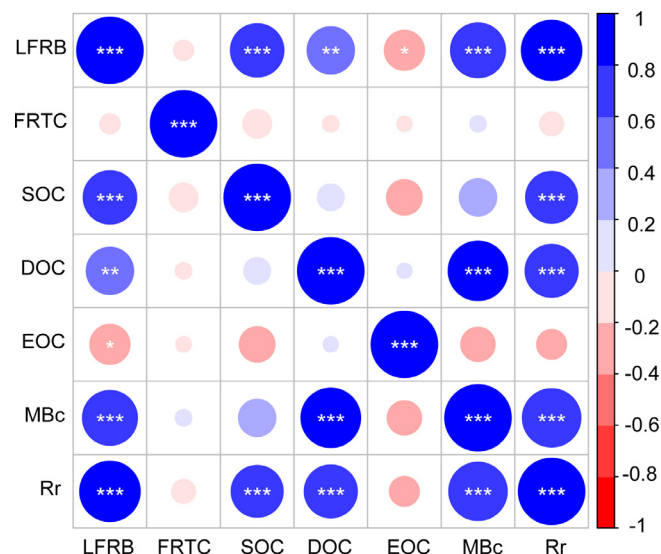 LFRB *** *** ** * *** *** 1
0.8
FRTC ***
0.6
SOC *** *** *** 0.4
0.2
DOC ** *** *** *** 0
-0.2
EOC * ***
-0.4
MBc *** *** *** *** -0.6
-0.8
Rr *** *** *** *** ***
-1
LFRB FRTC SOC DOC EOC MBc Rr